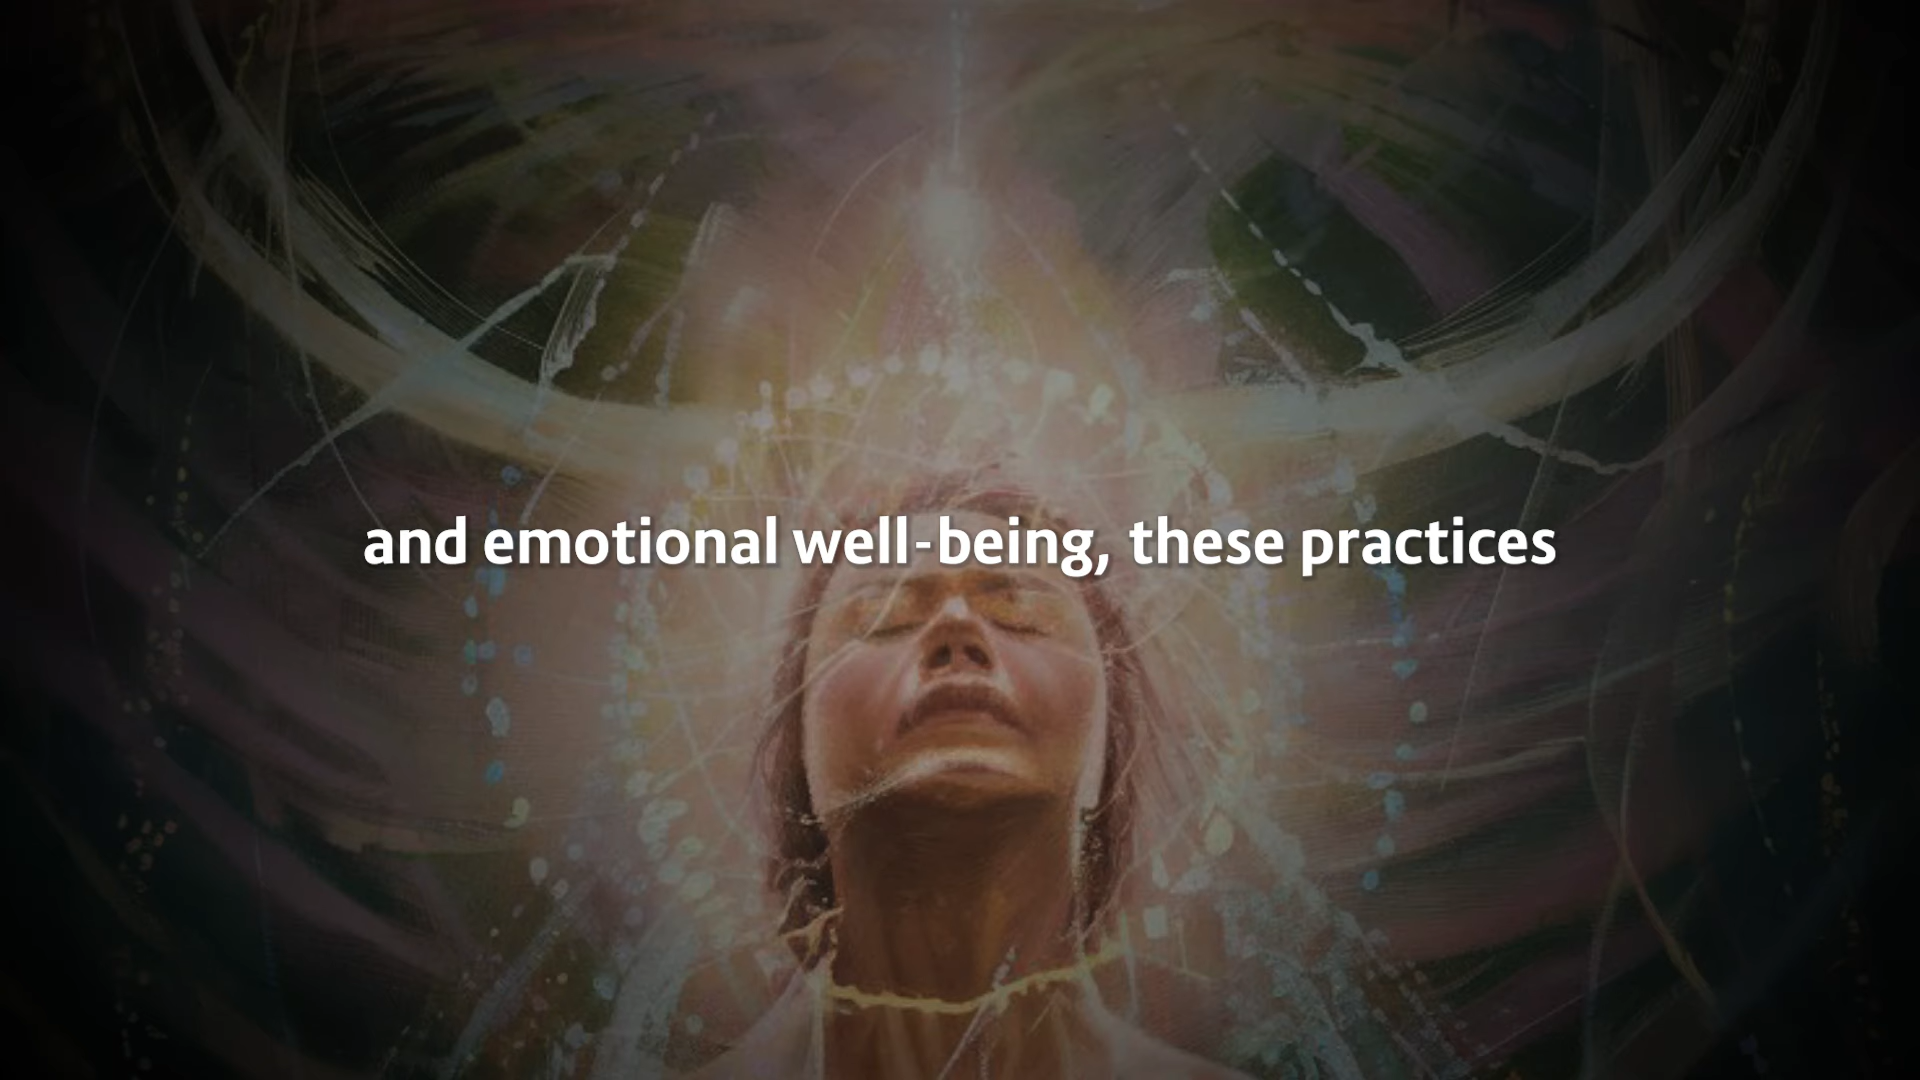 and emotional well-being, these practices